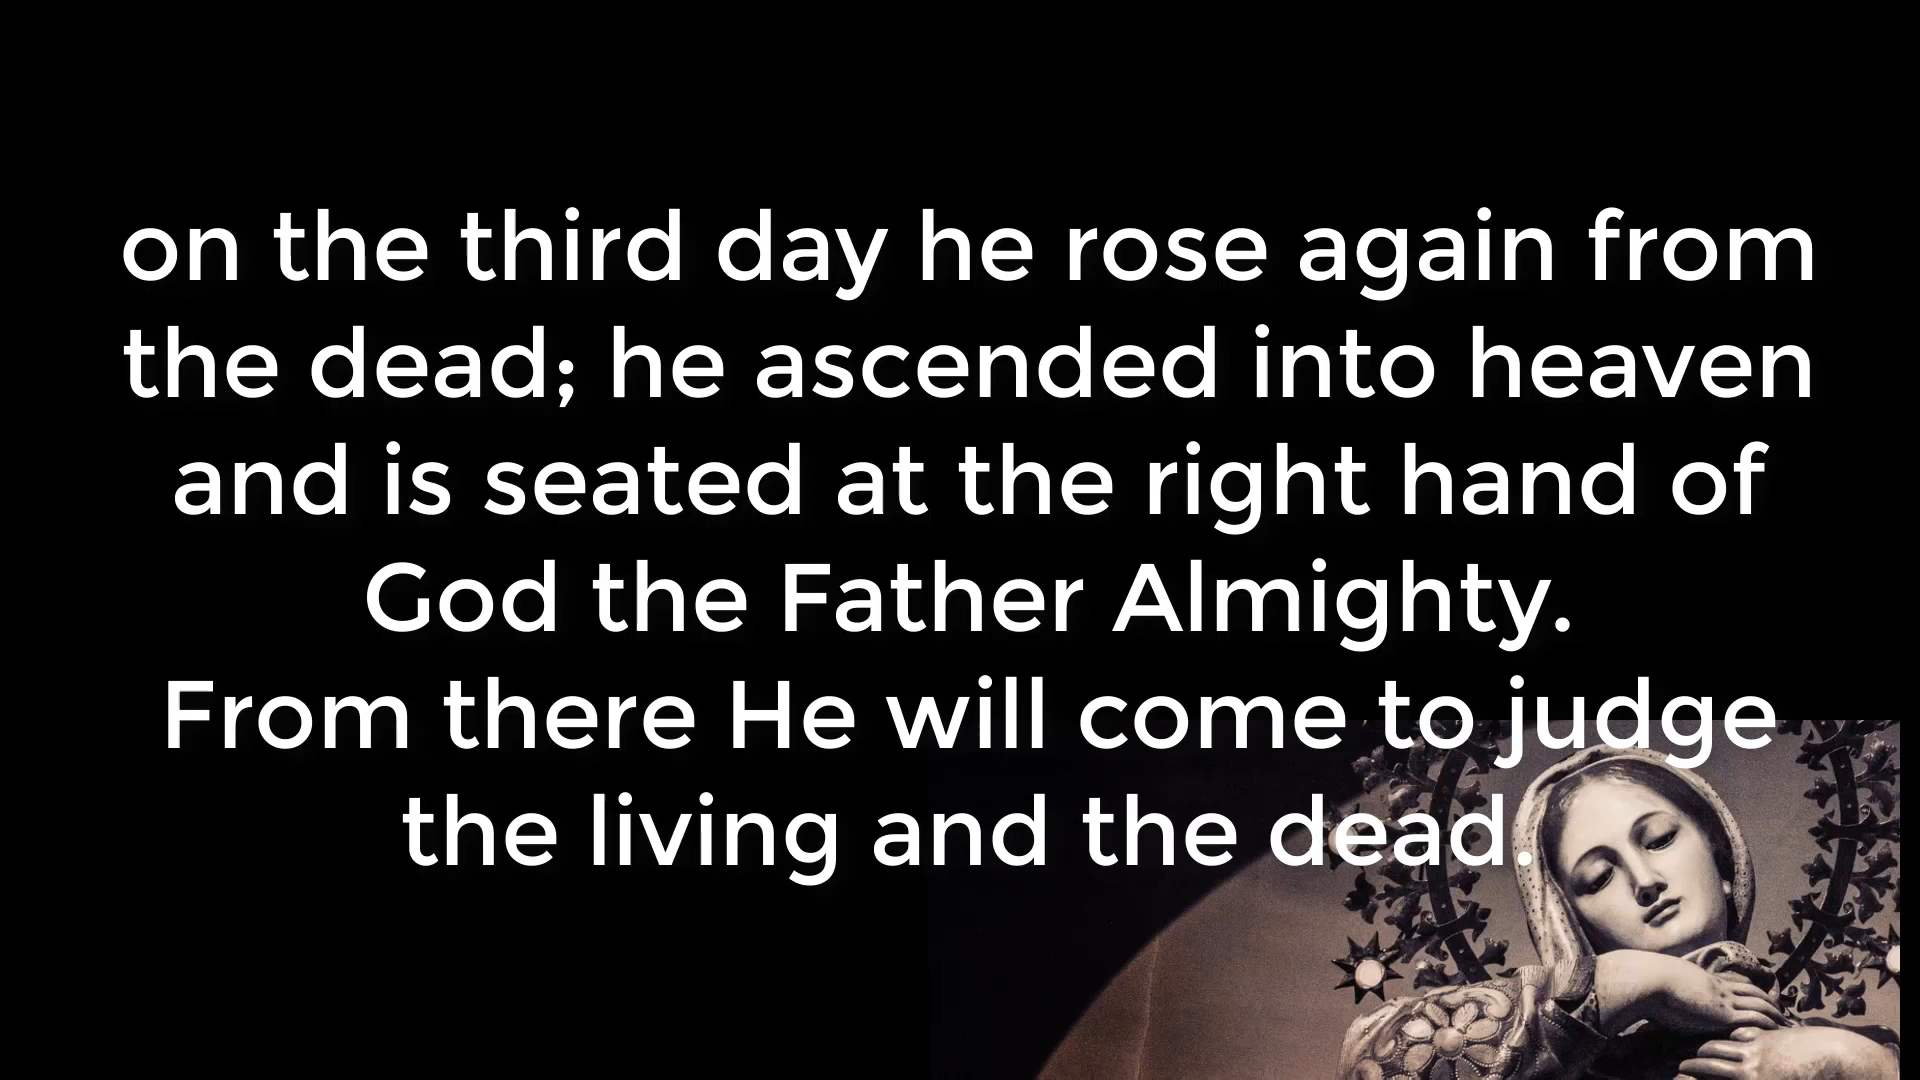 on the third day he rose again from
the dead; he ascended into heaven
and is seated at the right hand of
God the Father Almighty.
From there He will come to judge
the living and the dead.